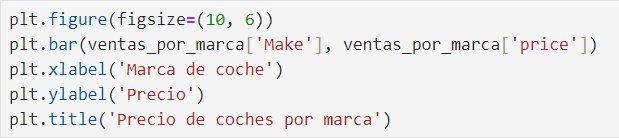 plt.figure(figsize=(10, 6))
plt.bar(ventas_por_marca['Make'], ventas_por_marca['price'])
plt.xlabel('Marca de coche')
plt.ylabel('Precio')
plt.title('Precio de coches por marca')